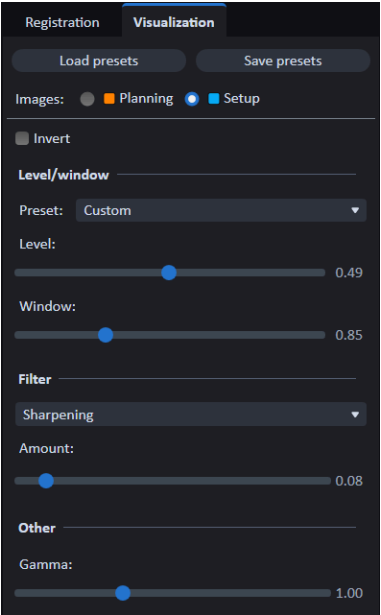 Registration Visualization
Load presets Save presets
Images: Planning Setup
Invert
Level/window
Preset: Custom
Level:
0.49
Window:
0.85
Filter
Sharpening
Amount:
0.08
Other
Gamma:
1.00